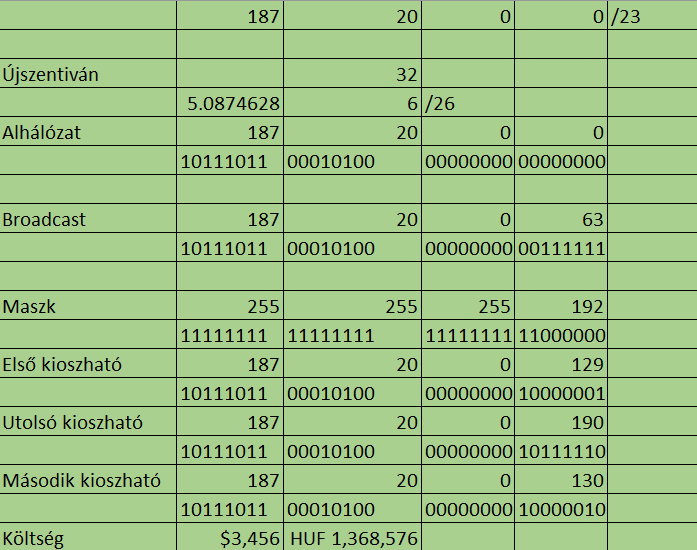 187 20 0 0 /23
Újszentiván 32
5.0874628 6 /26
Alhálózat 187 20 0 0
10111011 00010100 00000000 00000000
Broadcast 187 20 0 63
10111011 00010100 00000000 00111111
Maszk 255 255 255 192
11111111 11111111 11111111 11000000
Első kioszható 187 20 0 129
10111011 00010100 00000000 10000001
Utolsó kioszható 187 20 0 190
10111011 00010100 00000000 10111110
Második kioszható 187 20 0 130
10111011 00010100 00000000 10000010
Költség $3,456 HUF 1,368,576